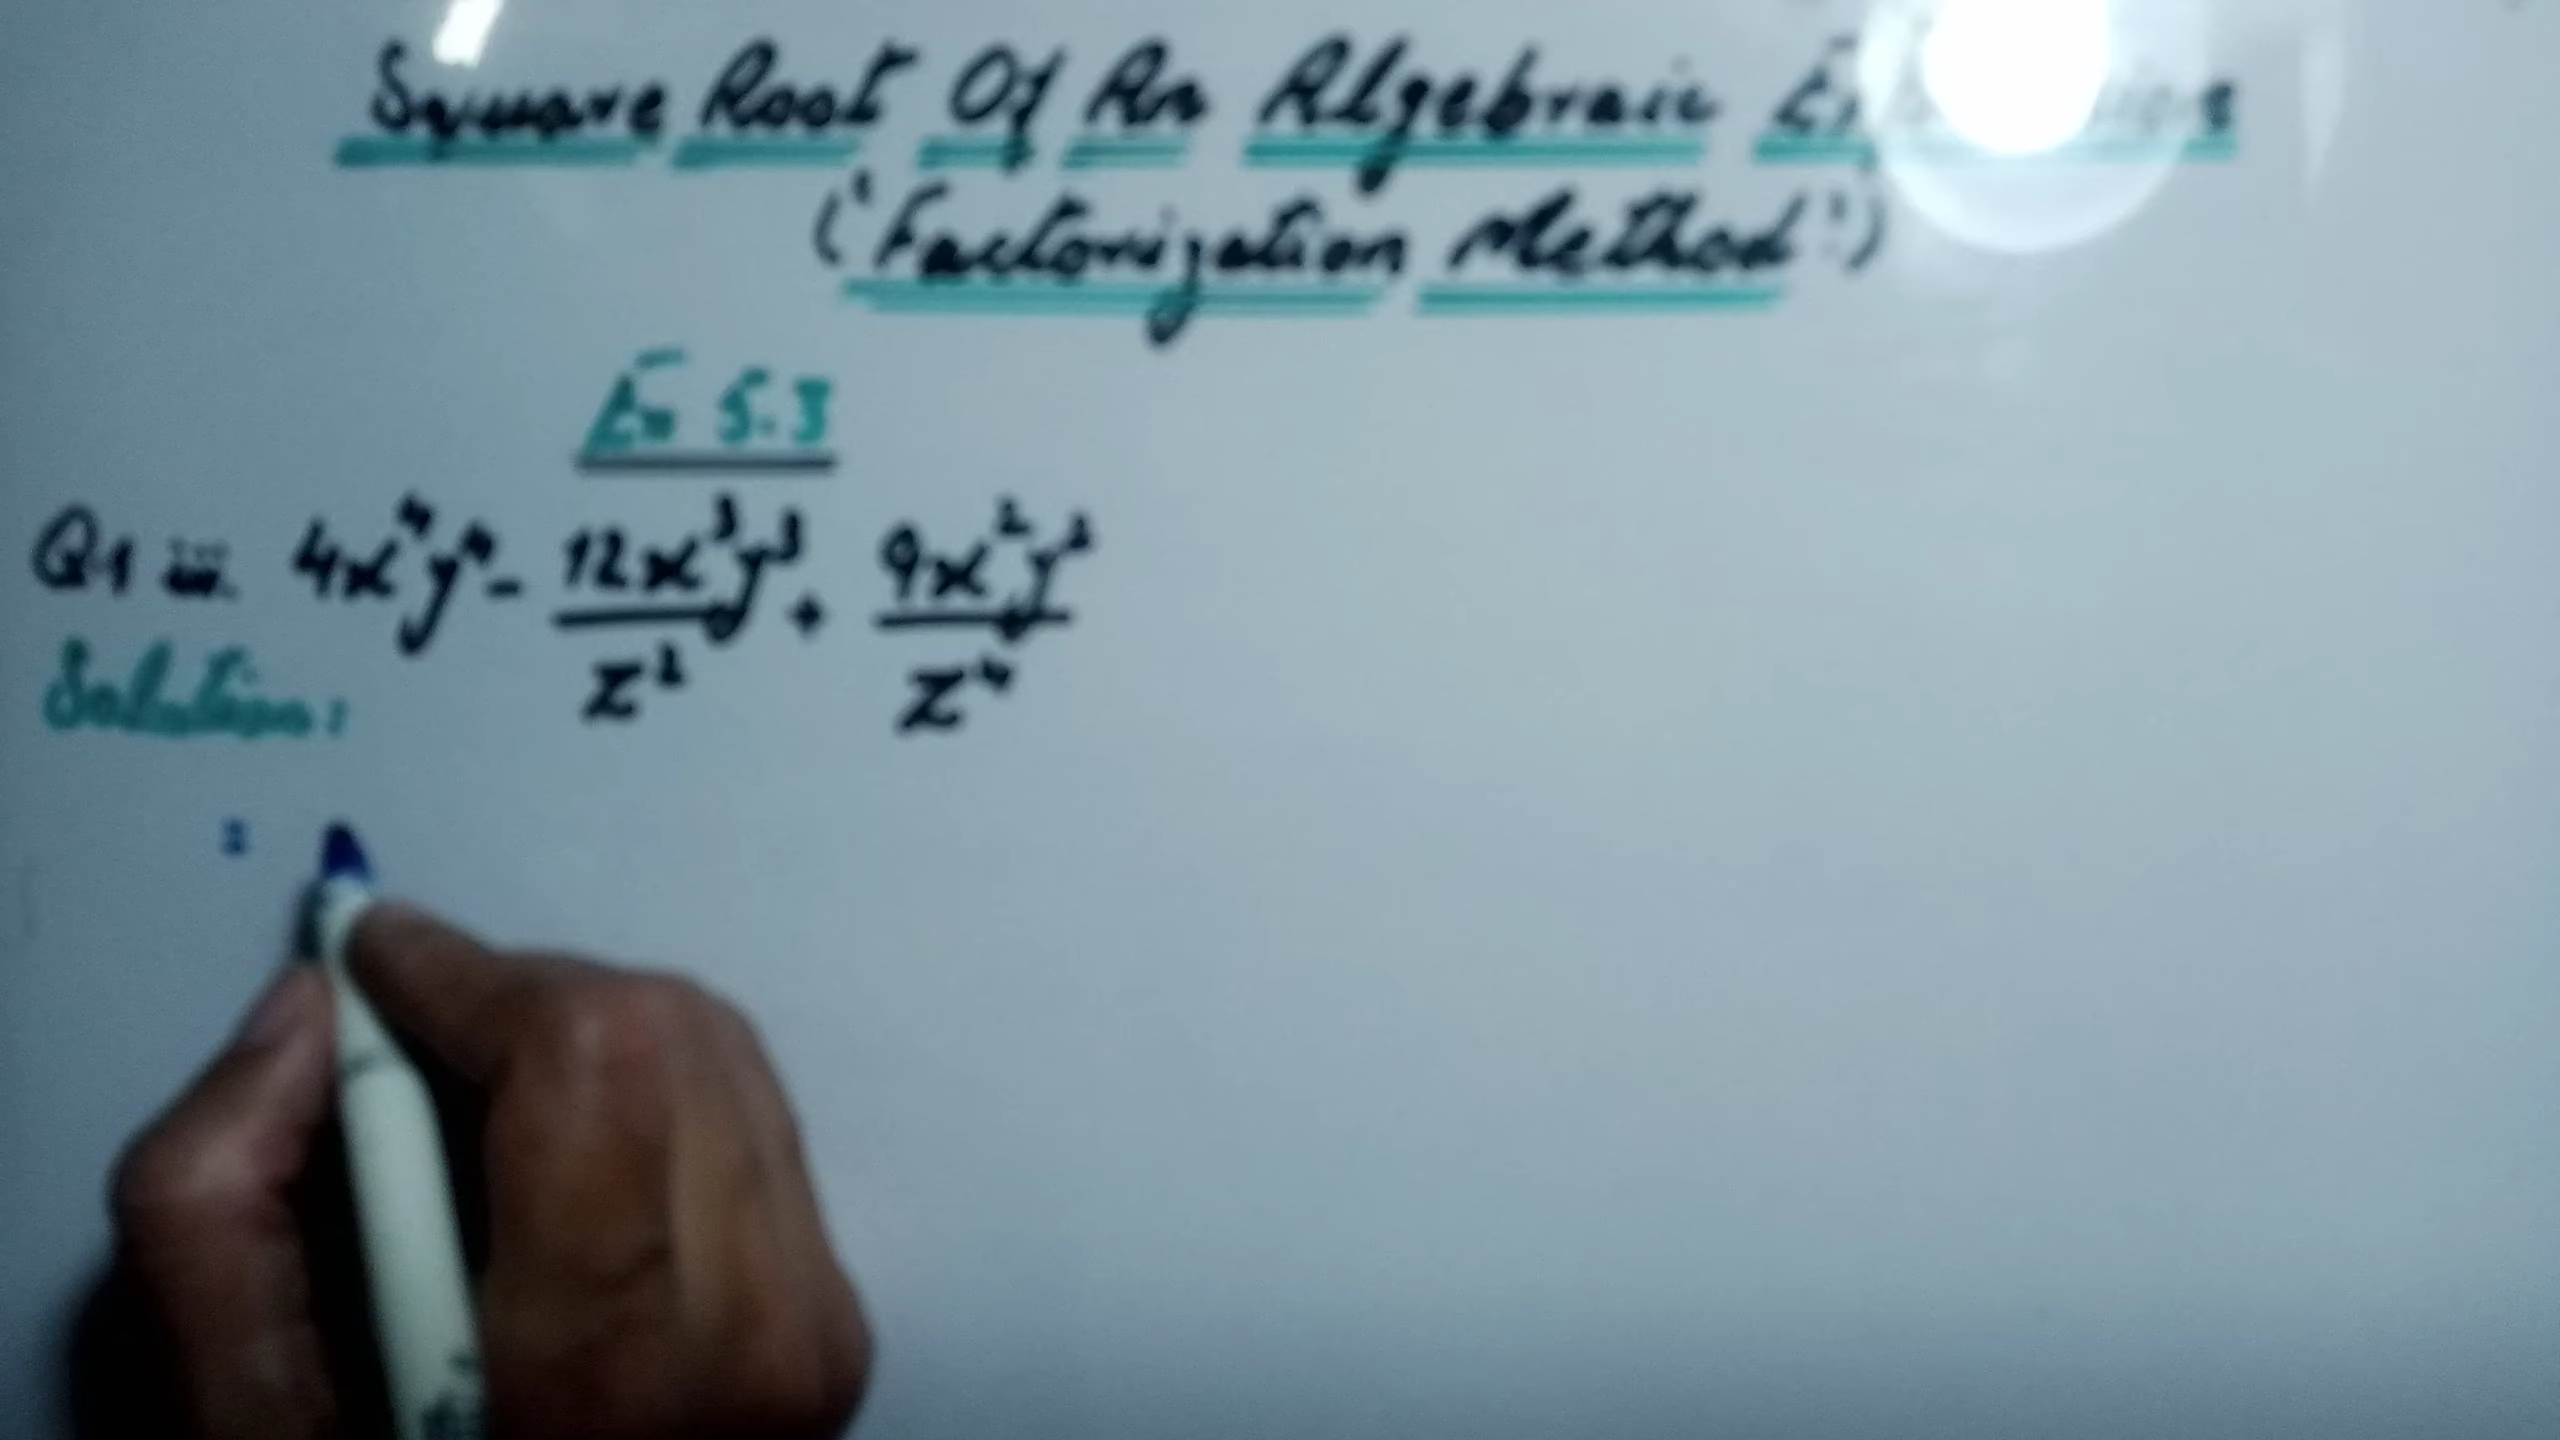 Square Root Of An Algebraic
('Factorization Method')
Ex 5.3
Q1 iii. 4x⁴y⁴ - 12x³y³/z² + 9x²y²/z⁴
Solution:
=